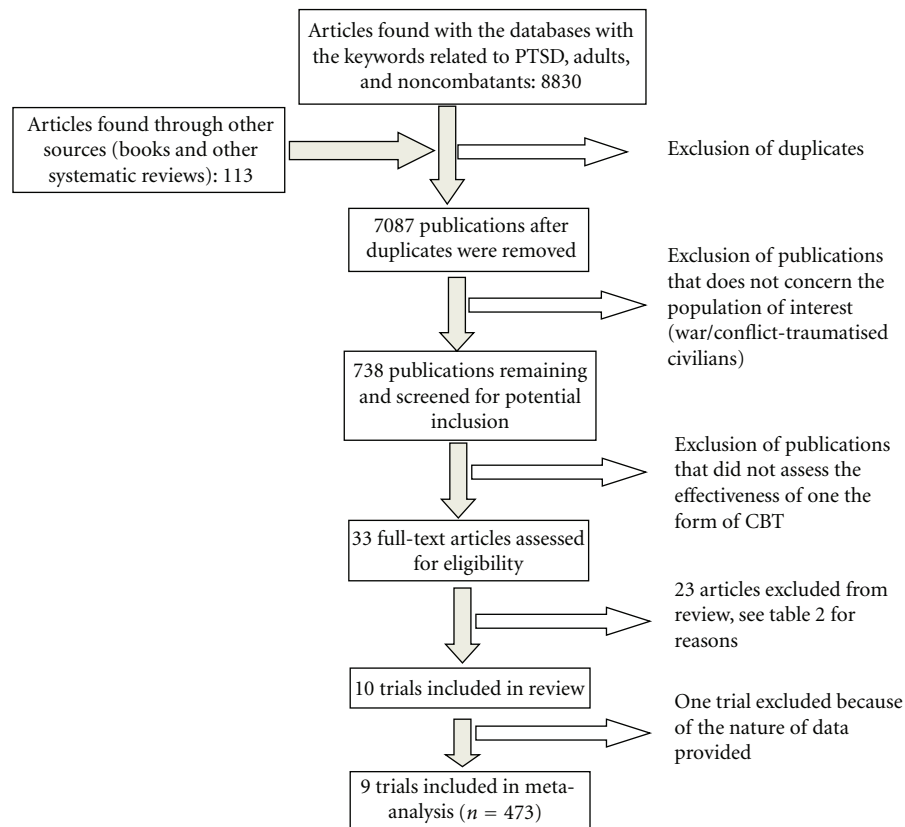 Articles found with the databases with
the keywords related to PTSD, adults,
and noncombatants: 8830
Articles found through other
sources (books and other
systematic reviews): 113
Exclusion of duplicates
7087 publications after
duplicates were removed
Exclusion of publications
that does not concern the
population of interest
(war/conflict-traumatised
civilians)
738 publications remaining
and screened for potential
inclusion
Exclusion of publications
that did not assess the
effectiveness of one the
form of CBT
33 full-text articles assessed
for eligibility
23 articles excluded from
review, see table 2 for
reasons
10 trials included in review
One trial excluded because
of the nature of data
provided
9 trials included in meta-
analysis (n = 473)